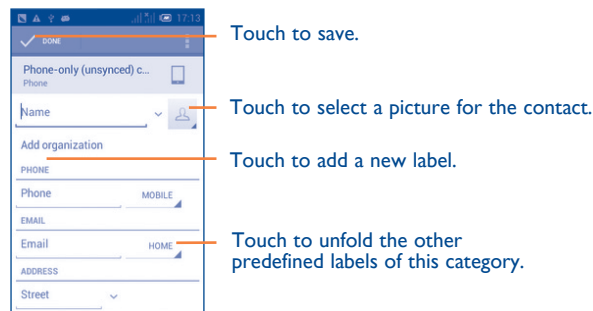 17:13
DONE
Touch to save.
Phone-only (unsynced) c...
Phone
Name
Touch to select a picture for the contact.
Add organization
Touch to add a new label.
PHONE
Phone
MOBILE
EMAIL
Email
HOME
Touch to unfold the other
predefined labels of this category.
ADDRESS
Street